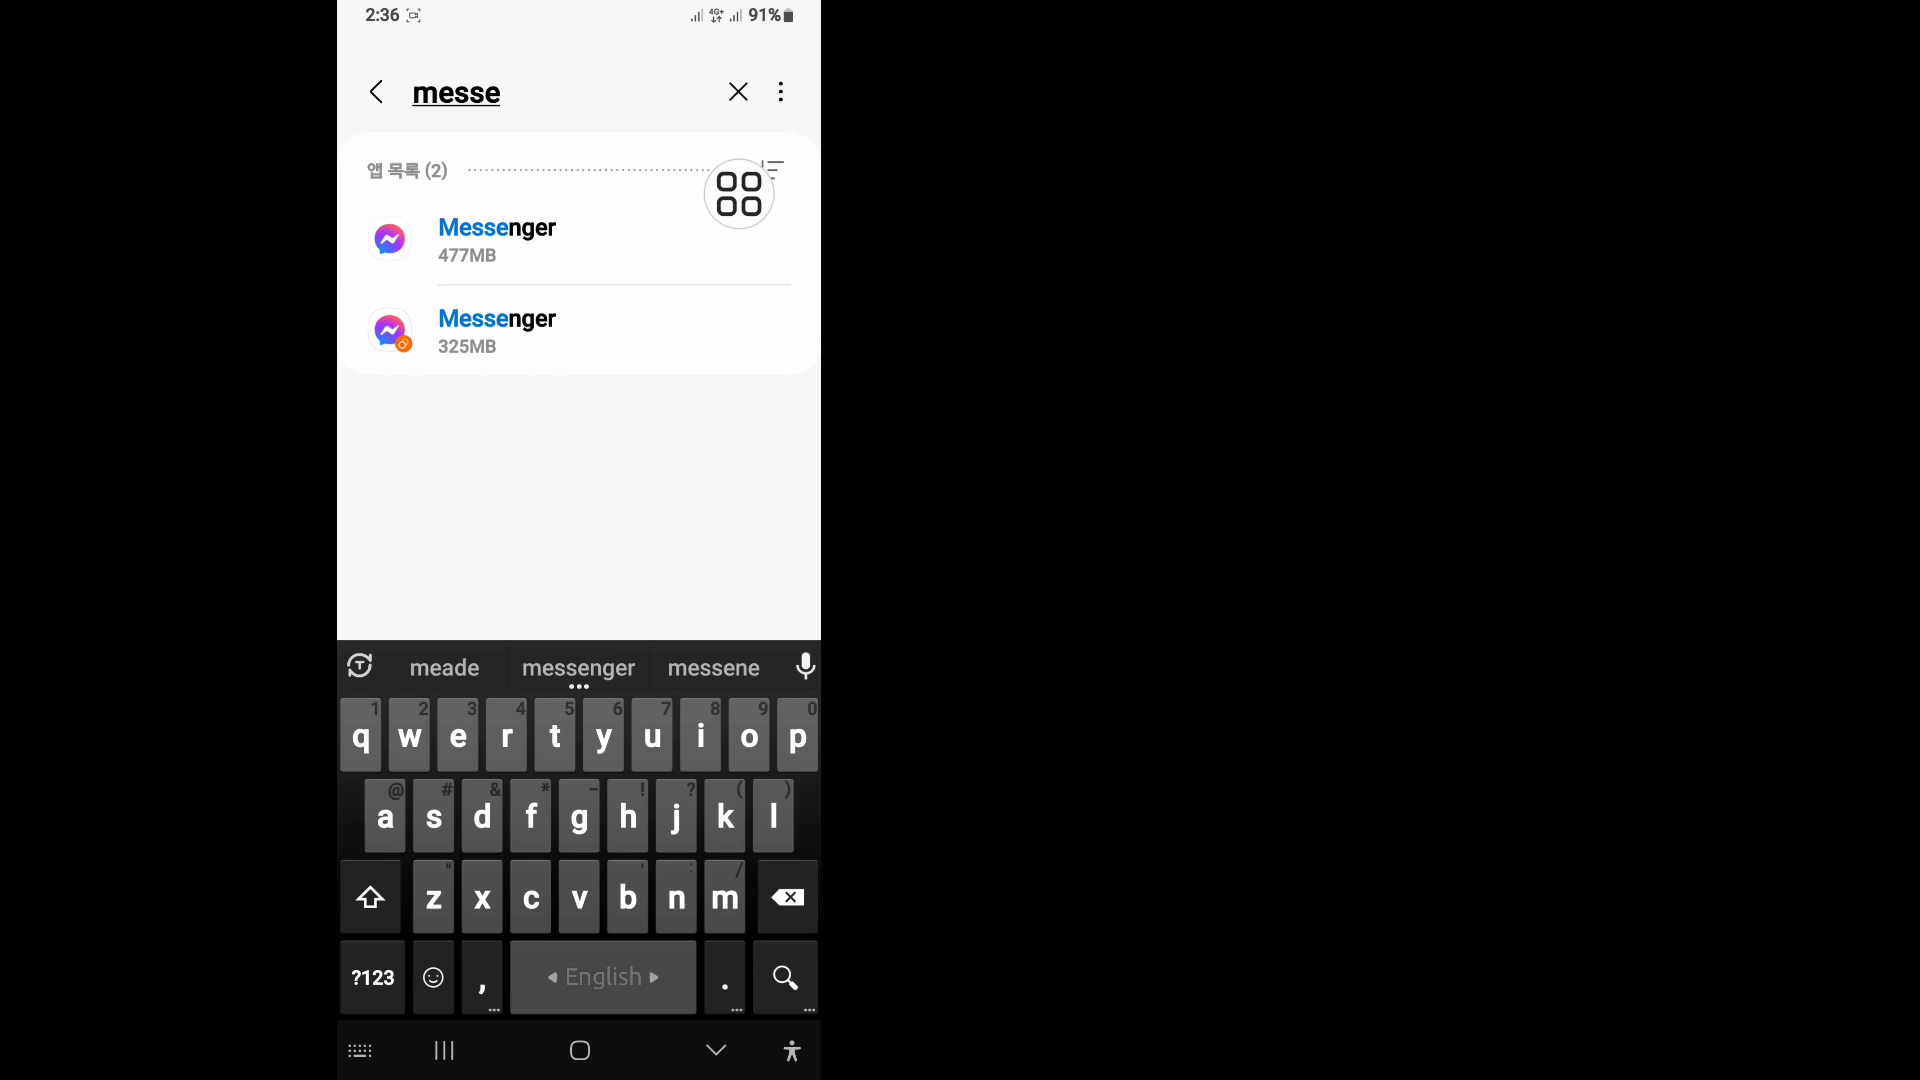 2:36 4G+ 91%
messe
앱 목록 (2)
Messenger
477MB
Messenger
325MB
meade messenger messene
1 2 3 4 5 6 7 8 9 0
q w e r t y u i o p
@ # & * - ! ? ( )
a s d f g h j k l
" ' : /
z x c v b n m
?123 , English .